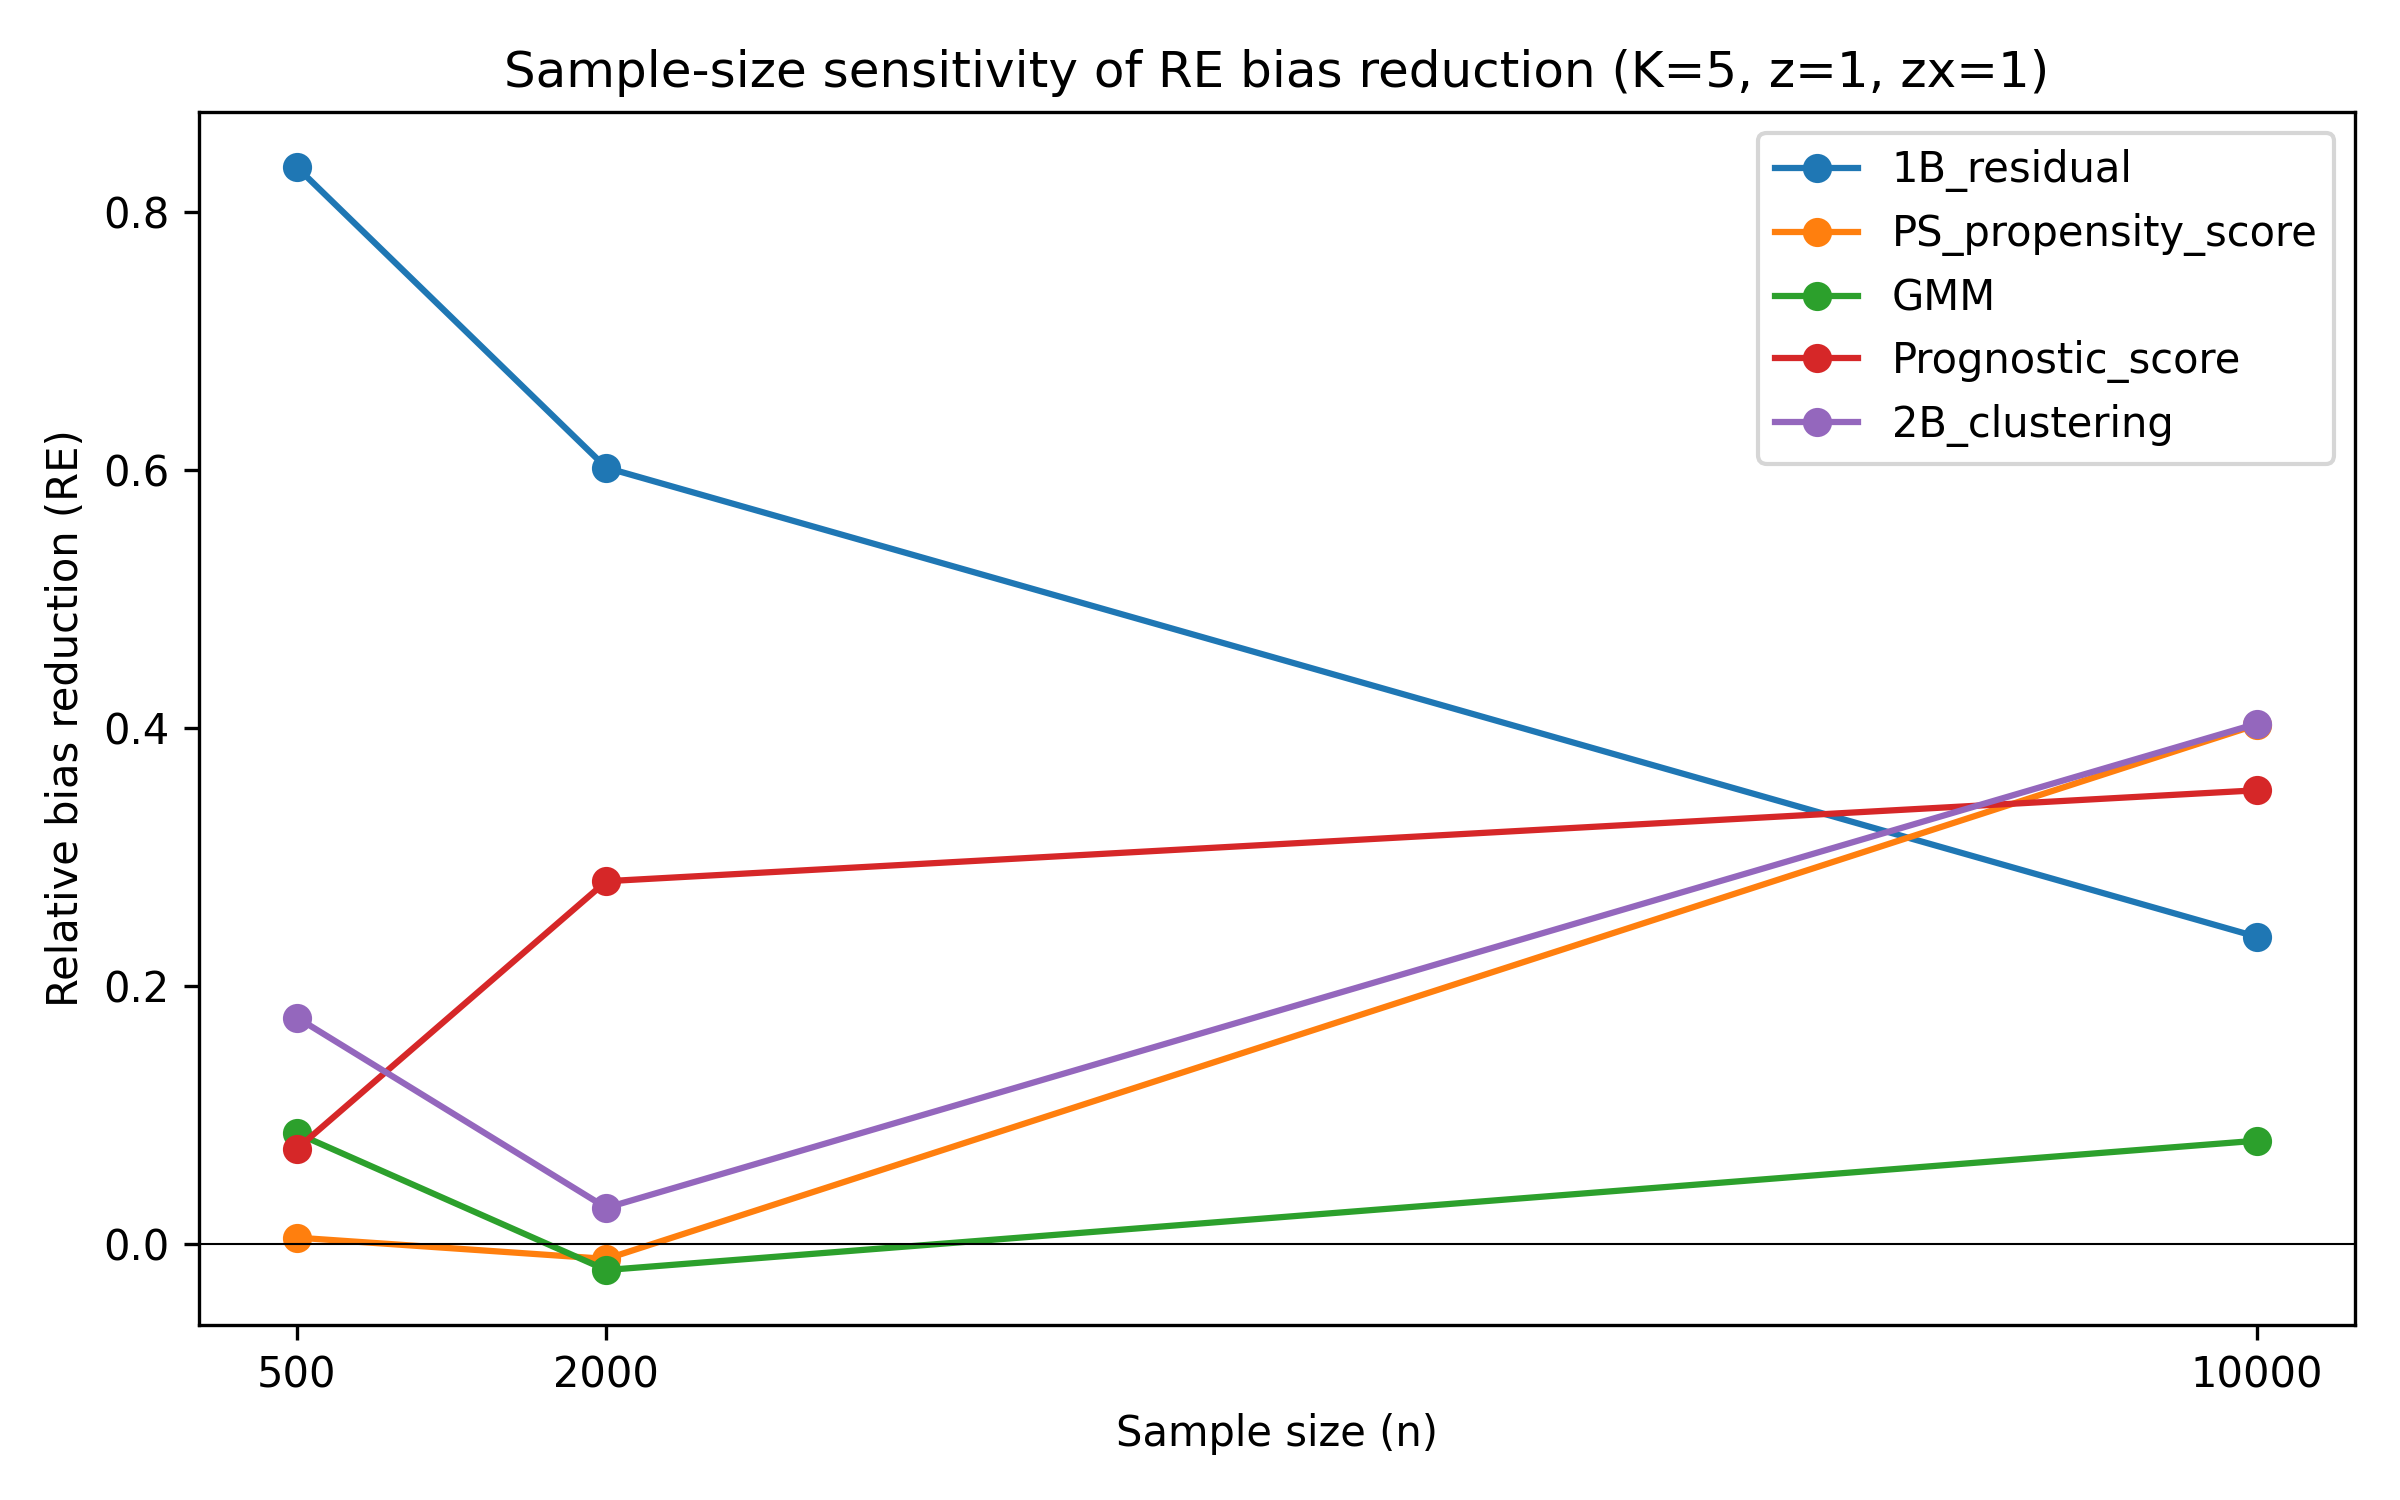 Sample-size sensitivity of RE bias reduction (K=5, z=1, zx=1)
1B_residual
PS_propensity_score
GMM
Prognostic_score
2B_clustering
Relative bias reduction (RE)
0.8
0.6
0.4
0.2
0.0
500 2000 10000
Sample size (n)